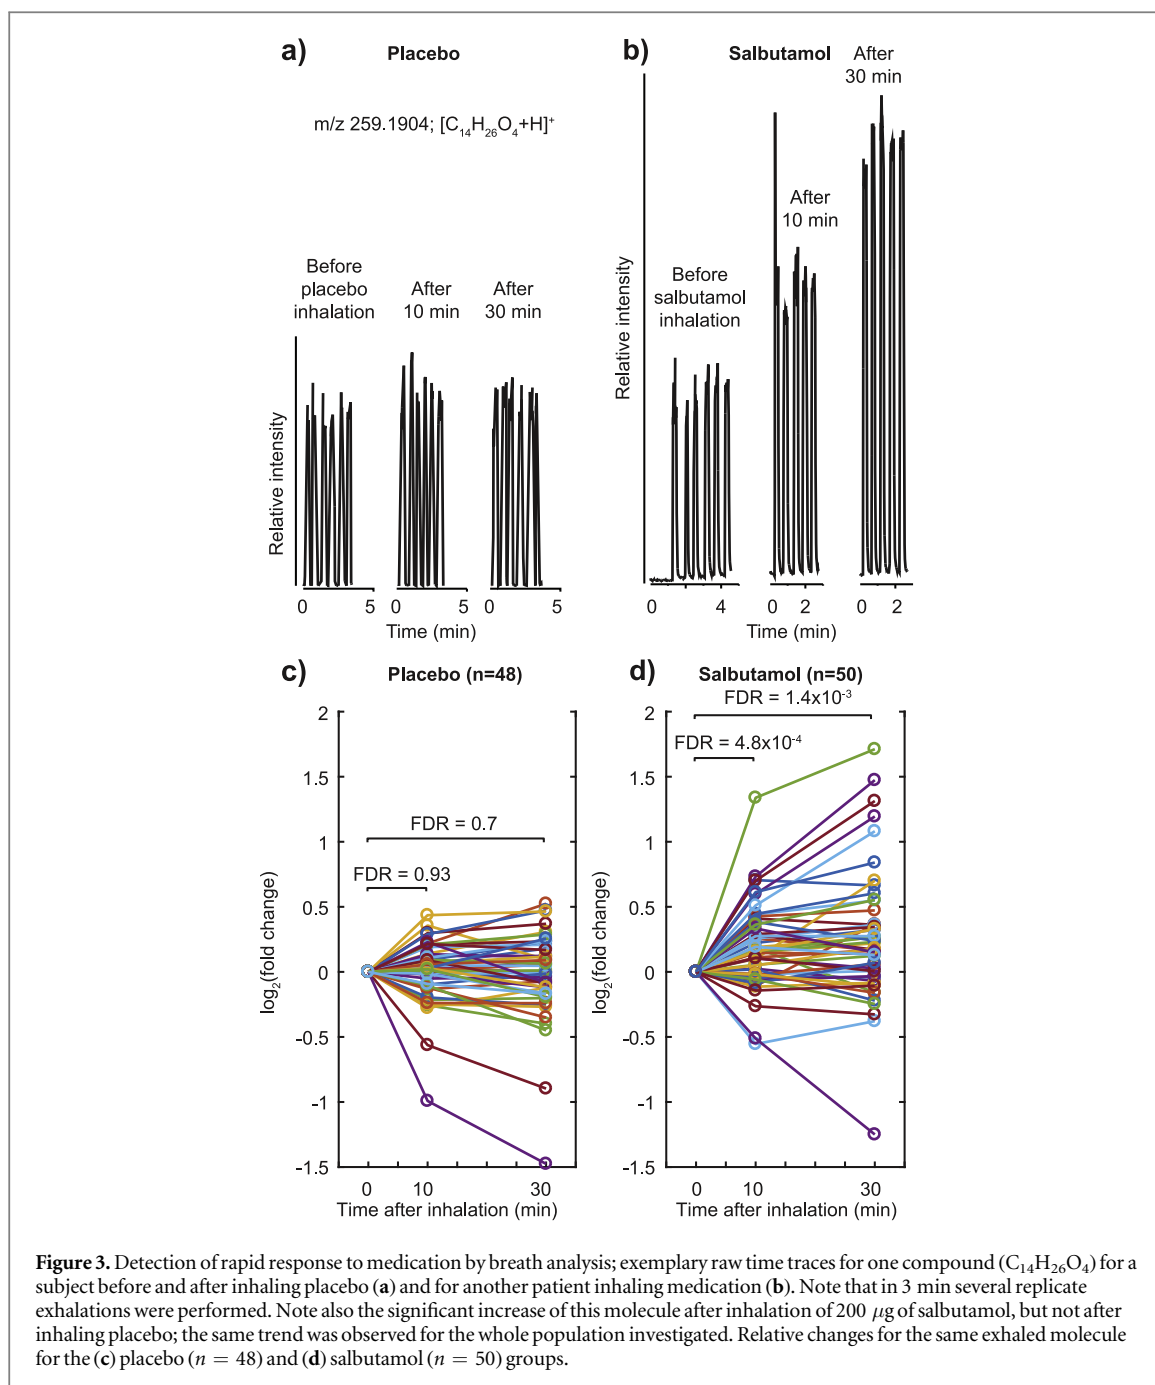 a) Placebo
m/z 259.1904; [C₁₄H₂₆O₄+H]⁺
Before
placebo
inhalation
After
10 min
After
30 min
Relative intensity
0 5 0 5 0 5
Time (min)
b) Salbutamol
After
30 min
After
10 min
Before
salbutamol
inhalation
Relative intensity
0 2 4 0 2 0 2
Time (min)
c) Placebo (n=48)
2
1.5
1
0.5
0
-0.5
-1
-1.5
log₂(fold change)
FDR = 0.7
FDR = 0.93
0 10 30
Time after inhalation (min)
d) Salbutamol (n=50)
FDR = 1.4x10⁻³
FDR = 4.8x10⁻⁴
2
1.5
1
0.5
0
-0.5
-1
-1.5
log₂(fold change)
0 10 30
Time after inhalation (min)
Figure 3. Detection of rapid response to medication by breath analysis; exemplary raw time traces for one compound (C₁₄H₂₆O₄) for a
subject before and after inhaling placebo (a) and for another patient inhaling medication (b). Note that in 3 min several replicate
exhalations were performed. Note also the significant increase of this molecule after inhalation of 200 μg of salbutamol, but not after
inhaling placebo; the same trend was observed for the whole population investigated. Relative changes for the same exhaled molecule
for the (c) placebo (n = 48) and (d) salbutamol (n = 50) groups.